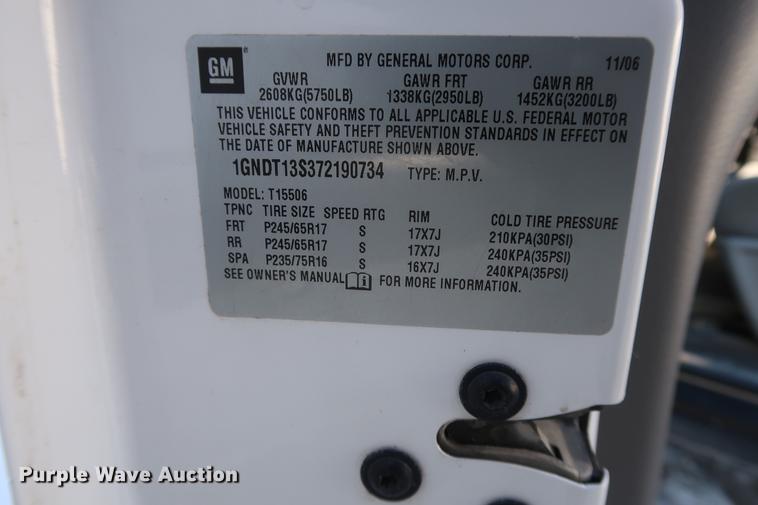 GM MFD BY GENERAL MOTORS CORP. 11/06
GVWR GAWR FRT GAWR RR
2608KG(5750LB) 1338KG(2950LB) 1452KG(3200LB)
THIS VEHICLE CONFORMS TO ALL APPLICABLE U.S. FEDERAL MOTOR
VEHICLE SAFETY AND THEFT PREVENTION STANDARDS IN EFFECT ON
THE DATE OF MANUFACTURE SHOWN ABOVE.
1GNDT13S372190734 TYPE: M.P.V.
MODEL: T15506
TPNC TIRE SIZE SPEED RTG RIM COLD TIRE PRESSURE
FRT P245/65R17 S 17X7J 210KPA(30PSI)
RR P245/65R17 S 17X7J 240KPA(35PSI)
SPA P235/75R16 S 16X7J 240KPA(35PSI)
SEE OWNER'S MANUAL FOR MORE INFORMATION.
Purple Wave Auction